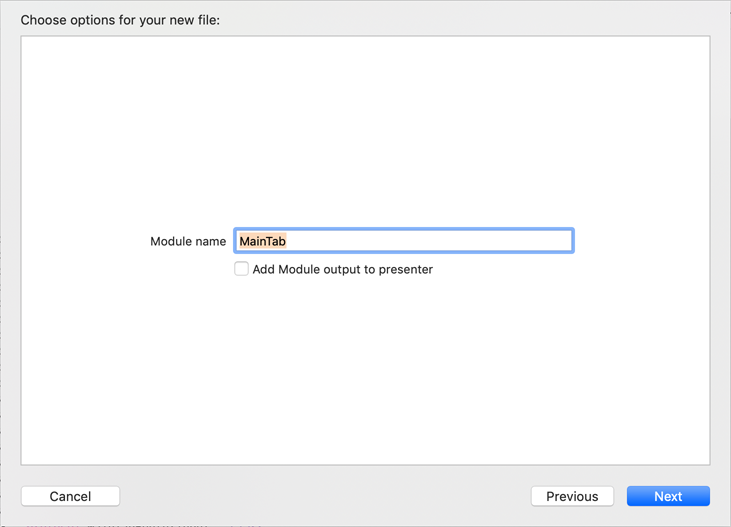 Choose options for your new file:
Module name MainTab
Add Module output to presenter
Cancel Previous Next